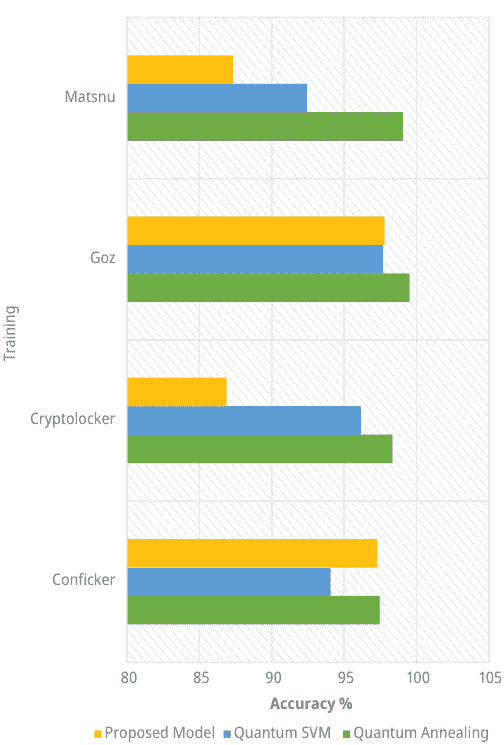 Matsnu
Goz
Training
Cryptolocker
Conficker
80 85 90 95 100 105
Accuracy %
Proposed Model Quantum SVM Quantum Annealing